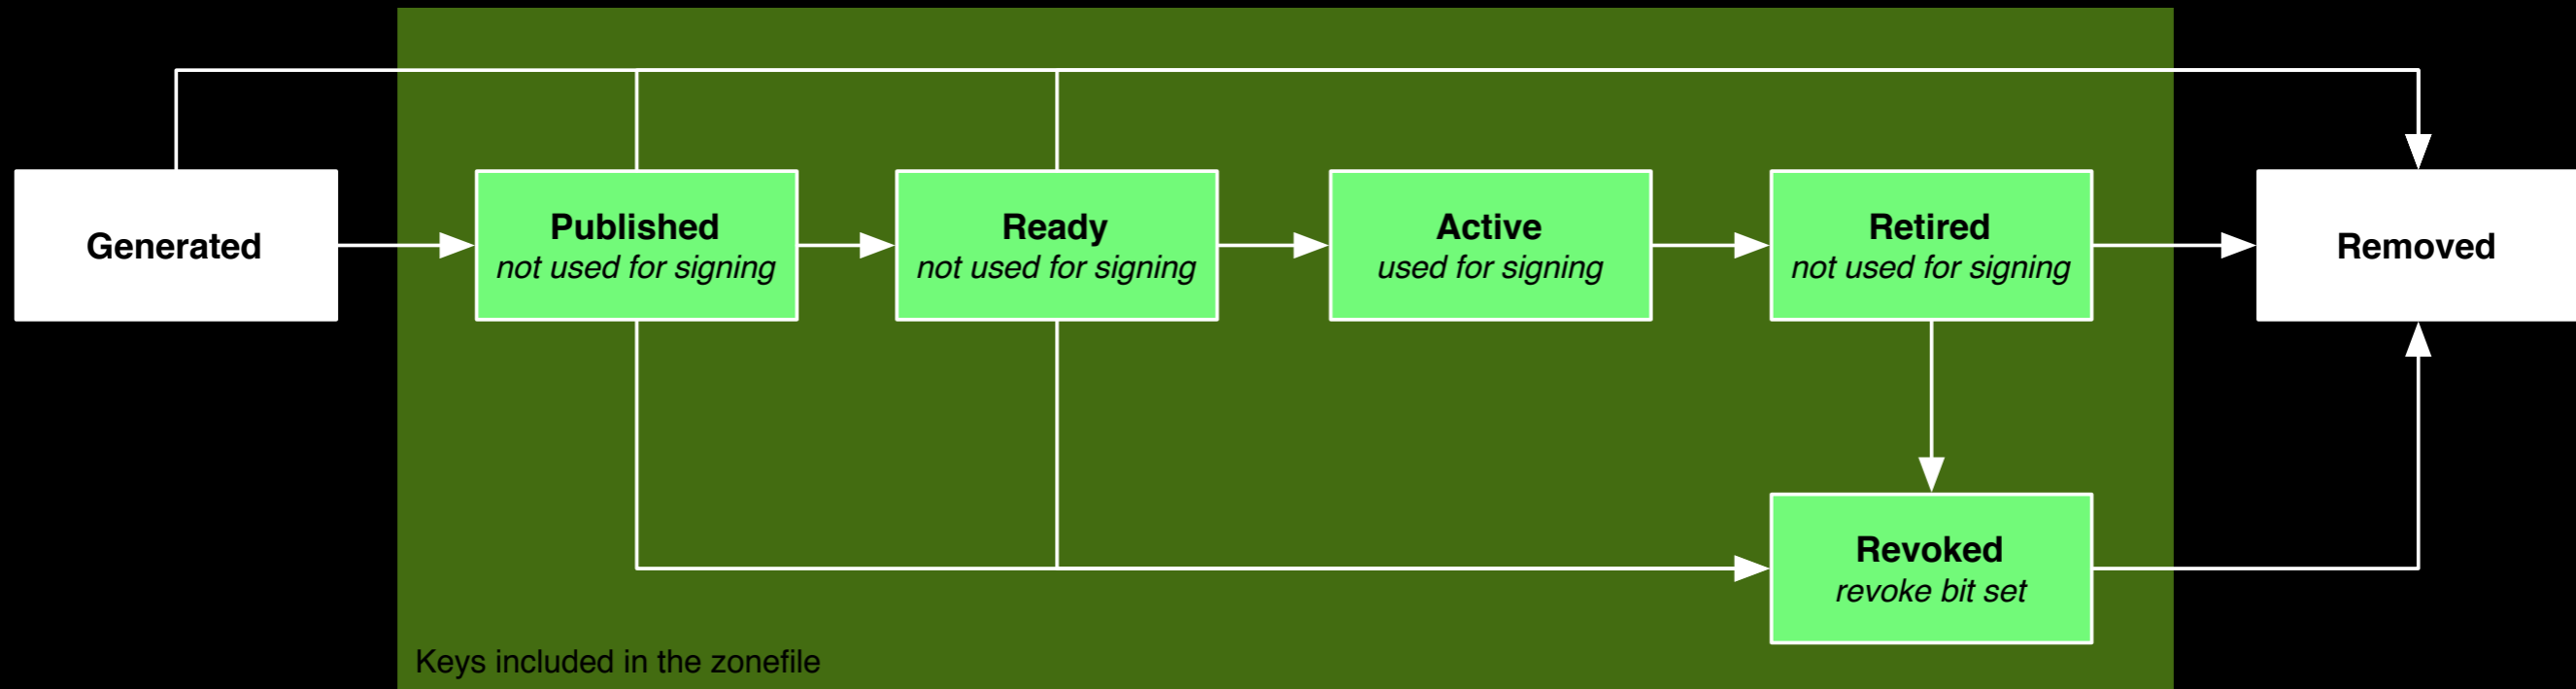 Generated
Published
not used for signing
Ready
not used for signing
Active
used for signing
Retired
not used for signing
Removed
Revoked
revoke bit set
Keys included in the zonefile